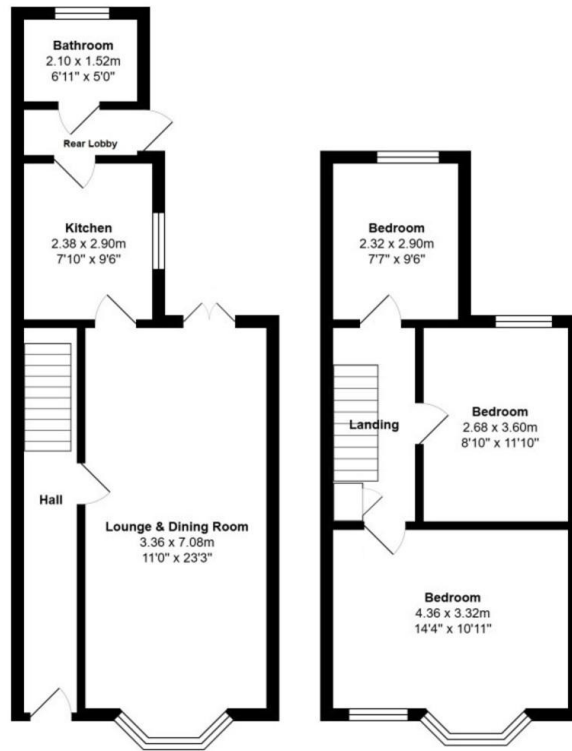 Bathroom
2.10 x 1.52m
6'11" x 5'0"
Rear Lobby
Kitchen
2.38 x 2.90m
7'10" x 9'6"
Hall
Lounge & Dining Room
3.36 x 7.08m
11'0" x 23'3"
Bedroom
2.32 x 2.90m
7'7" x 9'6"
Landing
Bedroom
2.68 x 3.60m
8'10" x 11'10"
Bedroom
4.36 x 3.32m
14'4" x 10'11"